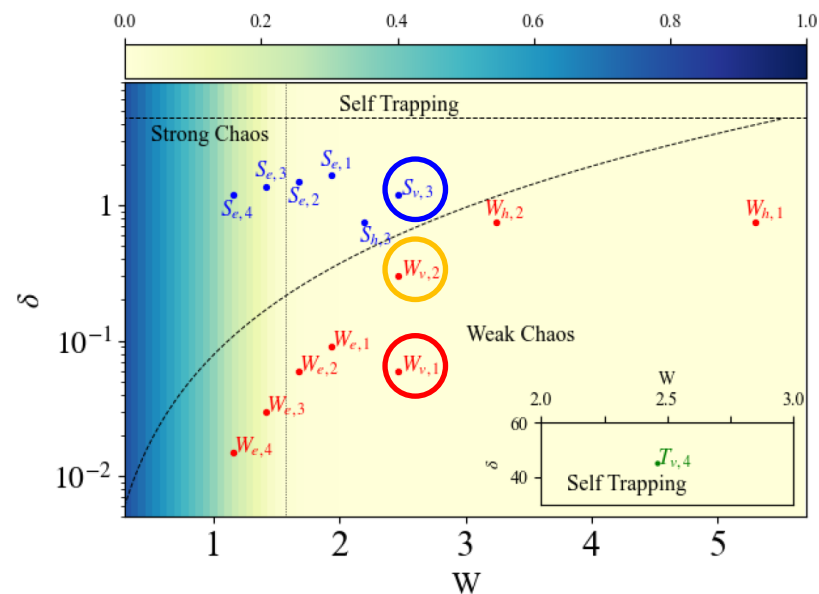 0.0 0.2 0.4 0.6 0.8 1.0
Self Trapping
Strong Chaos
S_{e,1}
S_{e,3}
S_{e,2}
S_{v,3}
S_{e,4}
S_{h,3}
W_{h,2}
W_{h,1}
W_{v,2}
Weak Chaos
W_{e,1}
W_{e,2}
W_{v,1}
W_{e,3}
W_{e,4}
1
10^{-1}
10^{-2}
δ
W
2.0 2.5 3.0
60
40
δ
T_{v,4}
Self Trapping
1 2 3 4 5
W